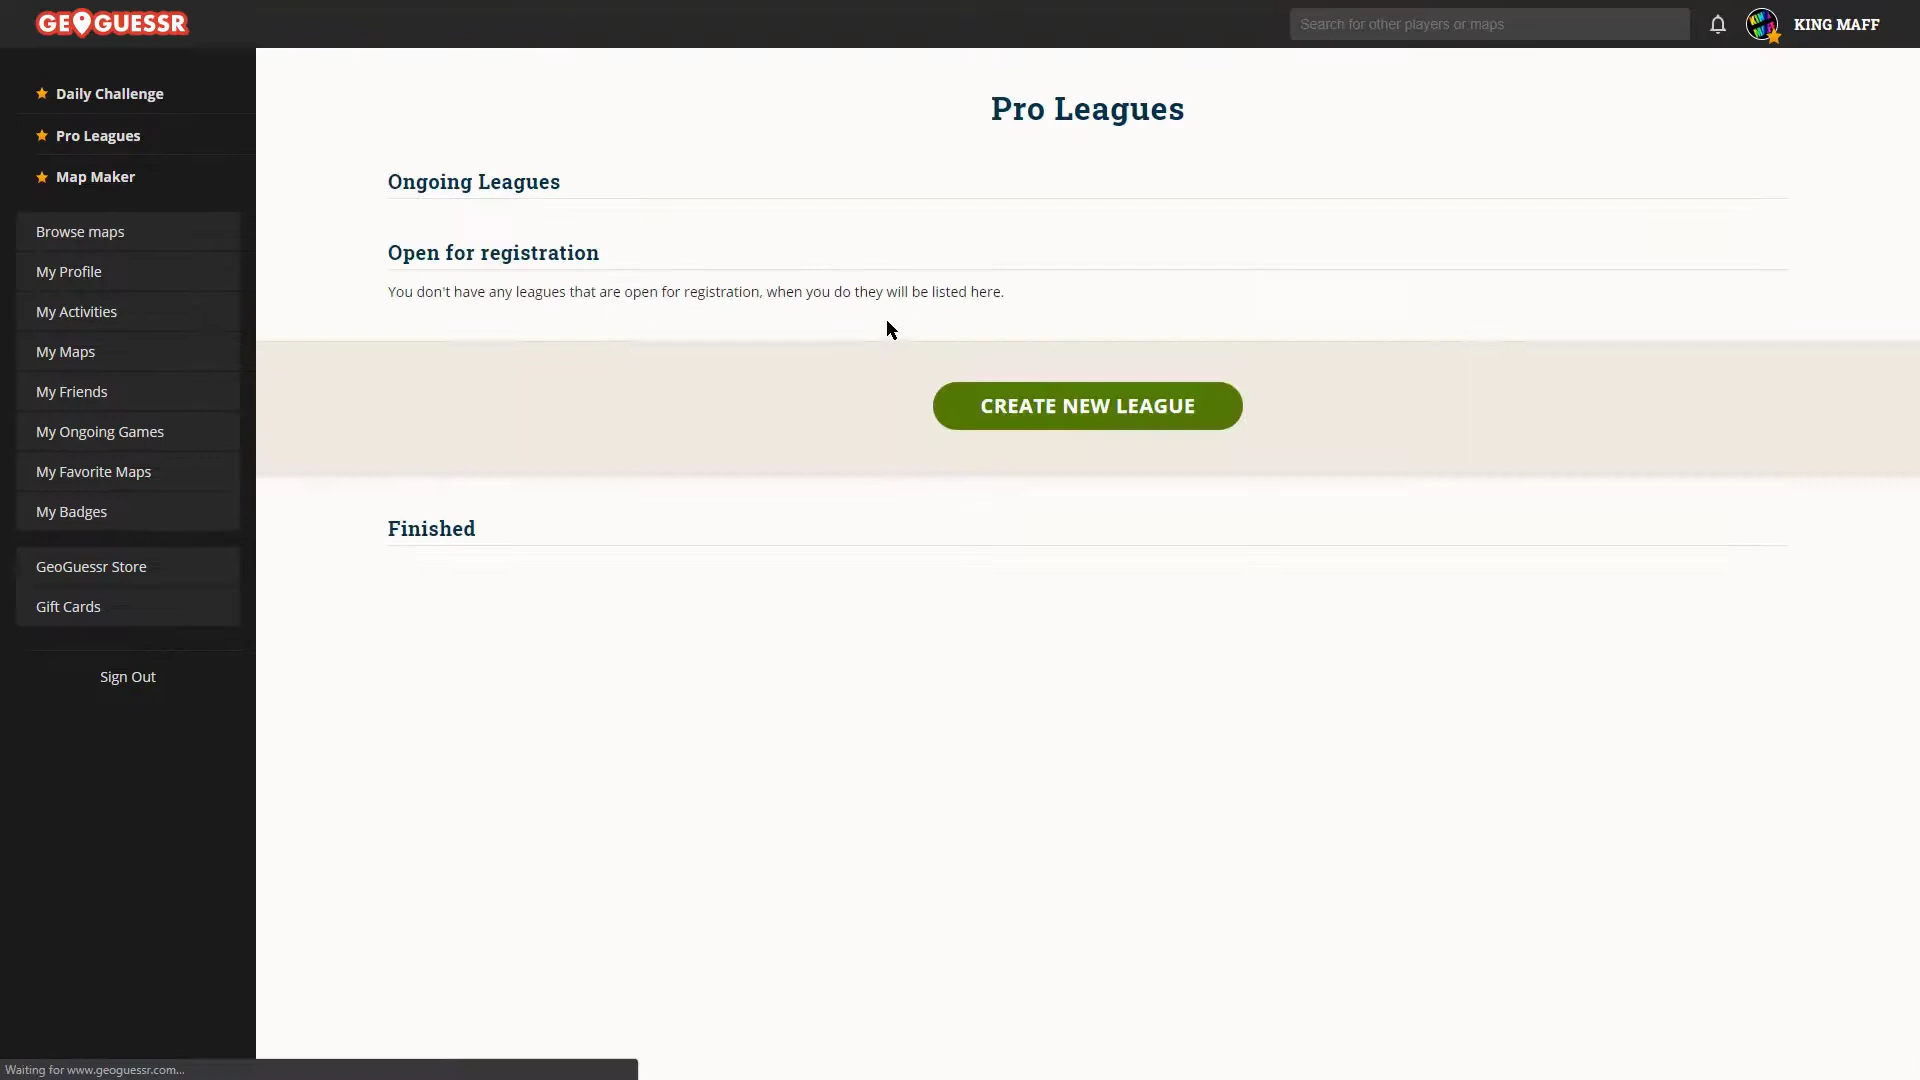 GEOGUESSR
Search for other players or maps
KING MAFF
Daily Challenge
Pro Leagues
Map Maker
Browse maps
My Profile
My Activities
My Maps
My Friends
My Ongoing Games
My Favorite Maps
My Badges
GeoGuessr Store
Gift Cards
Sign Out
Pro Leagues
Ongoing Leagues
Open for registration
You don't have any leagues that are open for registration, when you do they will be listed here.
CREATE NEW LEAGUE
Finished
Waiting for www.geoguessr.com...